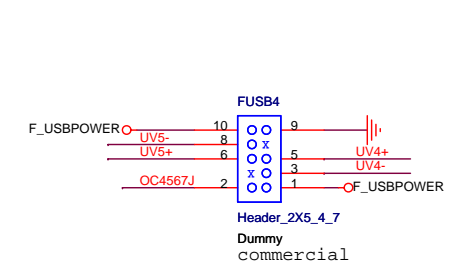 FUSB4
F_USBPOWER 10 9
UV5- 8 X
UV5+ 6 5 UV4+
X 3 UV4-
OC4567J 2 1 F_USBPOWER
Header_2X5_4_7
Dummy
commercial